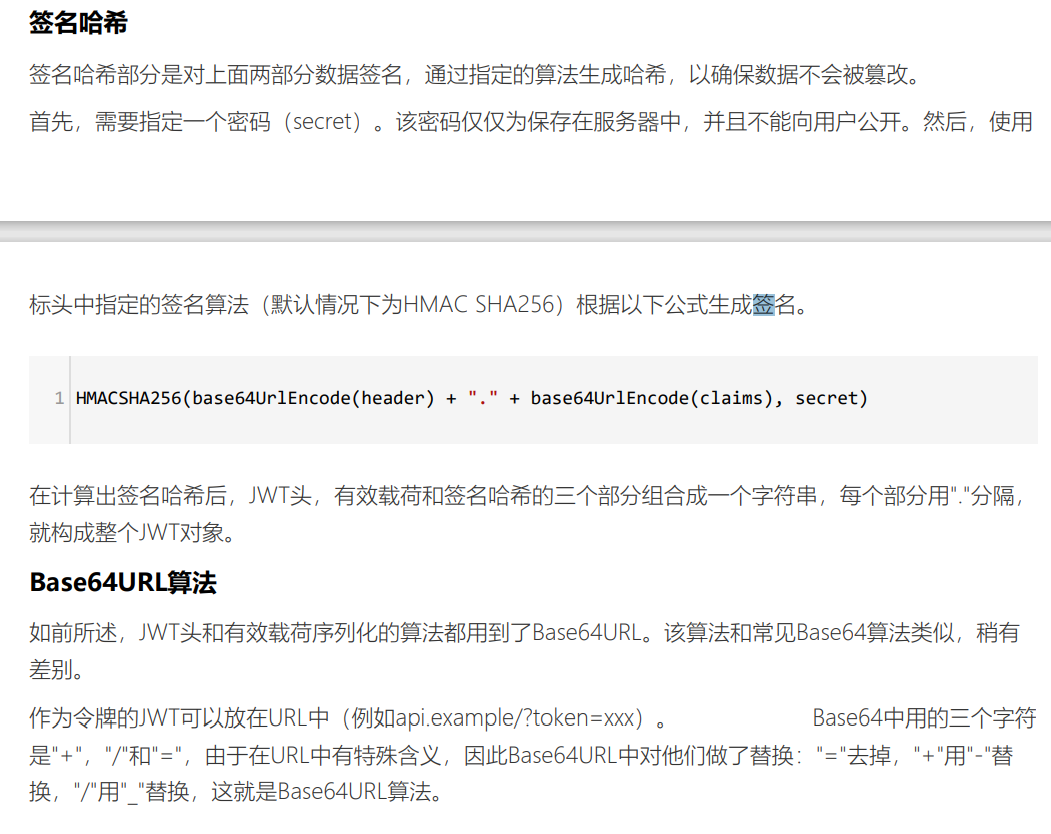 签名哈希
签名哈希部分是对上面两部分数据签名，通过指定的算法生成哈希，以确保数据不会被篡改。
首先，需要指定一个密码（secret）。该密码仅仅为保存在服务器中，并且不能向用户公开。然后，使用
标头中指定的签名算法（默认情况下为HMAC SHA256）根据以下公式生成签名。
1 HMACSHA256(base64UrlEncode(header) + "." + base64UrlEncode(claims), secret)
在计算出签名哈希后，JWT头，有效载荷和签名哈希的三个部分组合成一个字符串，每个部分用"."分隔，
就构成整个JWT对象。
Base64URL算法
如前所述，JWT头和有效载荷序列化的算法都用到了Base64URL。该算法和常见Base64算法类似，稍有
差别。
作为令牌的JWT可以放在URL中（例如api.example/?token=xxx）。 Base64中用的三个字符
是"+"，"/"和"="，由于在URL中有特殊含义，因此Base64URL中对他们做了替换："="去掉，"+"用"-"替
换，"/"用"_"替换，这就是Base64URL算法。